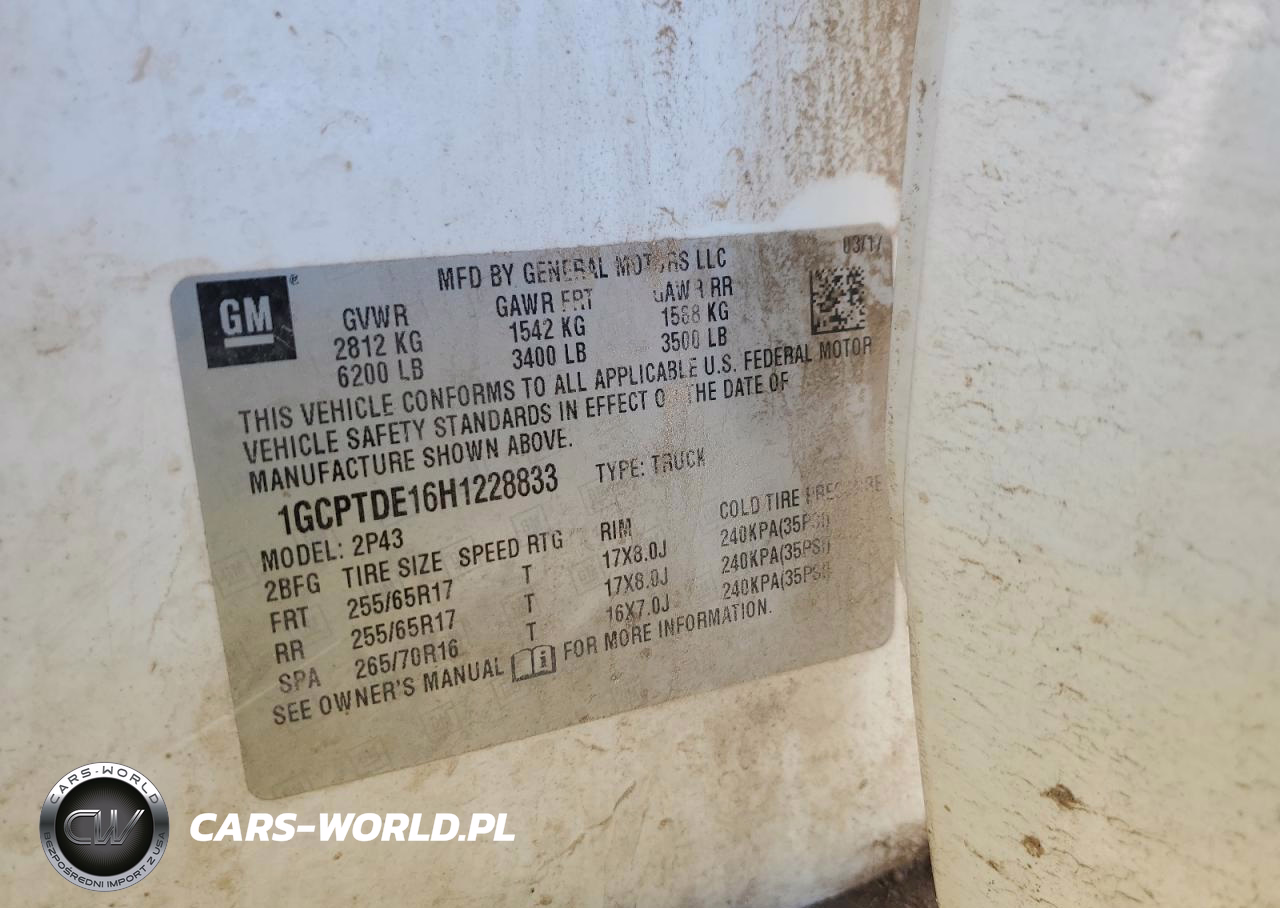 GM®
MFD BY GENERAL MOTORS LLC
03/17
GVWR GAWR FRT GAWR RR
2812 KG 1542 KG 1588 KG
6200 LB 3400 LB 3500 LB
THIS VEHICLE CONFORMS TO ALL APPLICABLE U.S. FEDERAL MOTOR
VEHICLE SAFETY STANDARDS IN EFFECT ON THE DATE OF
MANUFACTURE SHOWN ABOVE.
1GCPTDE16H1228833 TYPE: TRUCK
MODEL: 2P43
2BFG TIRE SIZE SPEED RTG RIM COLD TIRE PRESSURE
FRT 255/65R17 T 17X8.0J 240KPA(35PSI)
RR 255/65R17 T 17X8.0J 240KPA(35PSI)
SPA 265/70R16 T 16X7.0J 240KPA(35PSI)
SEE OWNER'S MANUAL FOR MORE INFORMATION.
CARS-WORLD
CW
BEZPOŚREDNI IMPORT Z USA
CARS-WORLD.PL